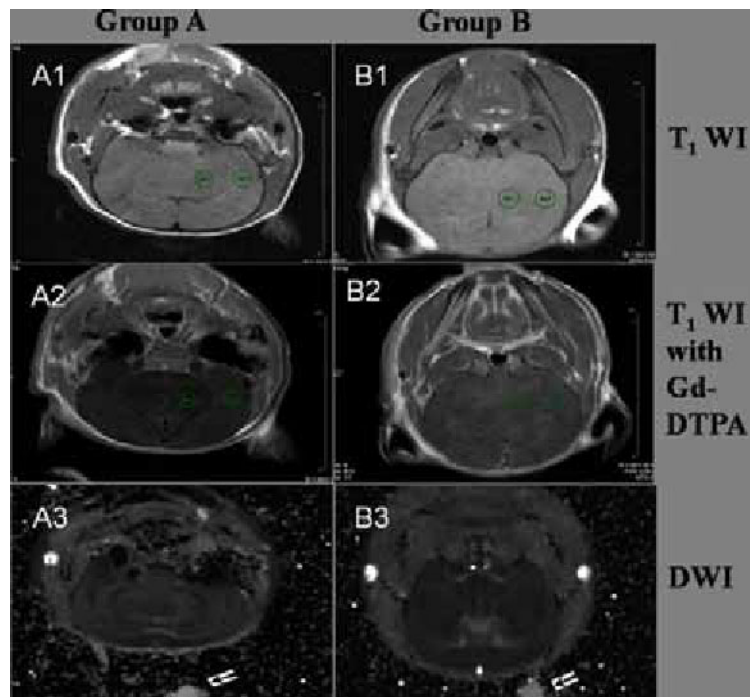 Group A Group B
A1 B1 T₁ WI
A2 B2 T₁ WI
with
Gd-
DTPA
A3 B3 DWI